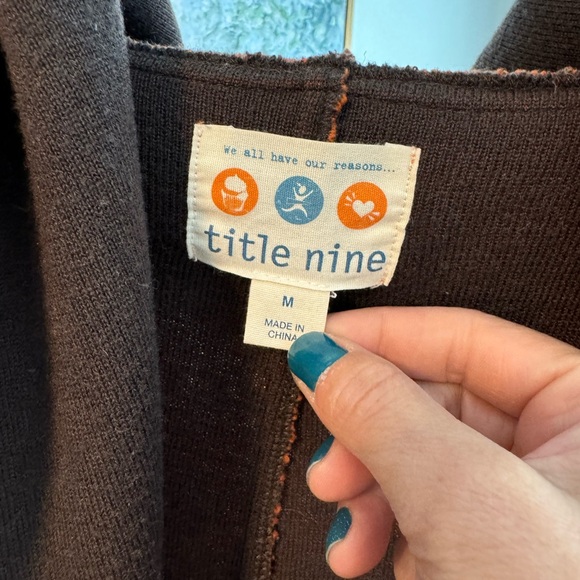 We all have our reasons...
title nine
M
MADE IN
CHINA